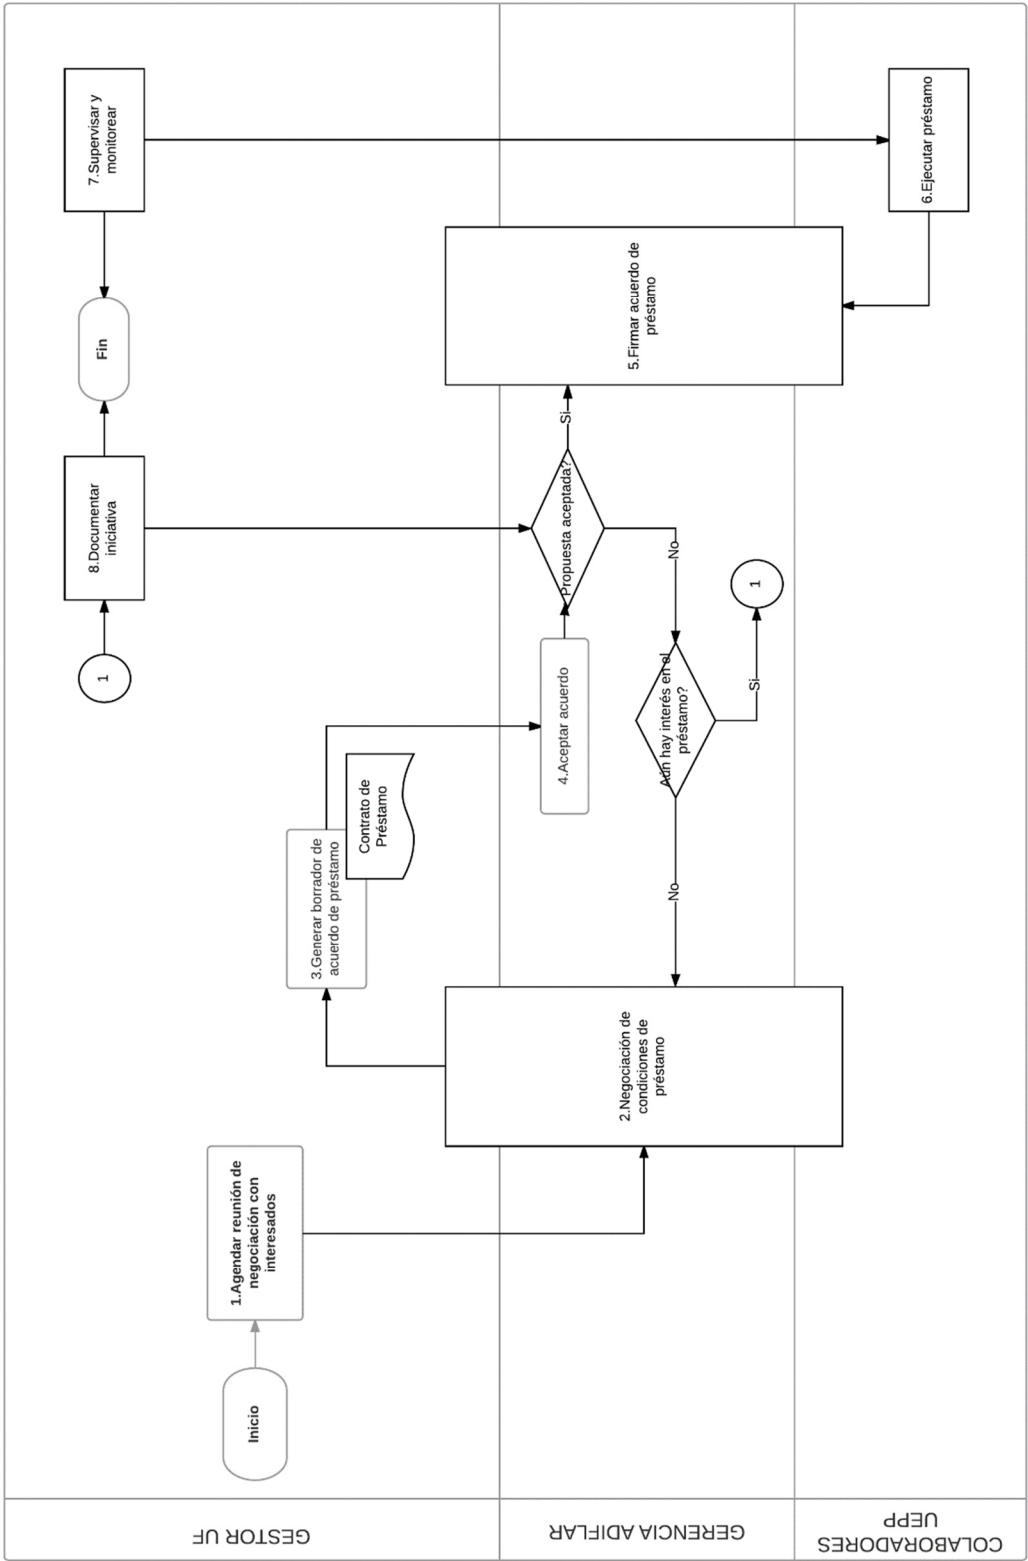 GESTOR UF
GERENCIA ADIFLAR
COLABORADORES
UEPP
Inicio
1.Agendar reunión de
negociación con
interesados
2.Negociación de
condiciones de
préstamo
3.Generar borrador de
acuerdo de préstamo
Contrato de
Préstamo
4.Aceptar acuerdo
Propuesta aceptada?
Si
No
Aún hay interés en el
préstamo?
No
Si
1
1
8.Documentar
iniciativa
Fin
5.Firmar acuerdo de
préstamo
6.Ejecutar préstamo
7.Supervisar y
monitorear